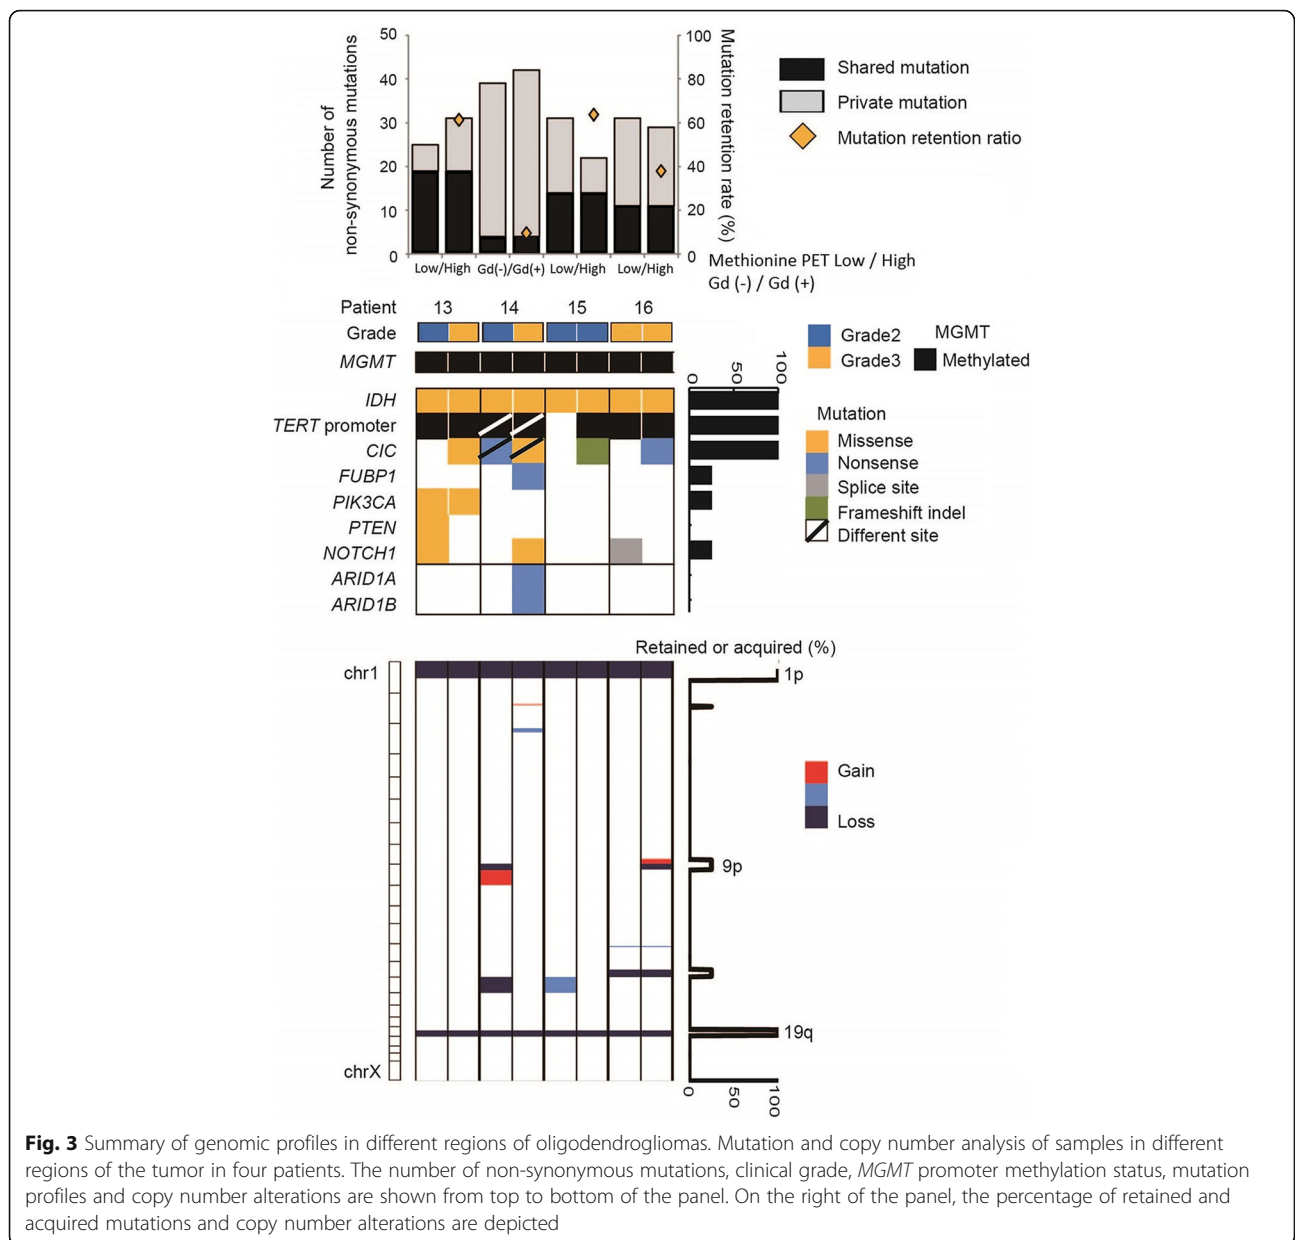 Number of
non-synonymous mutations
50
40
30
20
10
0
100
80
60
40
20
0
Mutation retention rate (%)
Shared mutation
Private mutation
Mutation retention ratio
Low/High Gd(-)/Gd(+) Low/High Low/High
Methionine PET Low / High
Gd (-) / Gd (+)
Patient 13 14 15 16
Grade
MGMT
Grade2
Grade3
MGMT
Methylated
0 50 100
IDH
TERT promoter
CIC
FUBP1
PIK3CA
PTEN
NOTCH1
ARID1A
ARID1B
Mutation
Missense
Nonsense
Splice site
Frameshift indel
Different site
Retained or acquired (%)
chr1
chrX
1p
9p
19q
Gain
Loss
0 50 100
Fig. 3 Summary of genomic profiles in different regions of oligodendrogliomas. Mutation and copy number analysis of samples in different
regions of the tumor in four patients. The number of non-synonymous mutations, clinical grade, MGMT promoter methylation status, mutation
profiles and copy number alterations are shown from top to bottom of the panel. On the right of the panel, the percentage of retained and
acquired mutations and copy number alterations are depicted